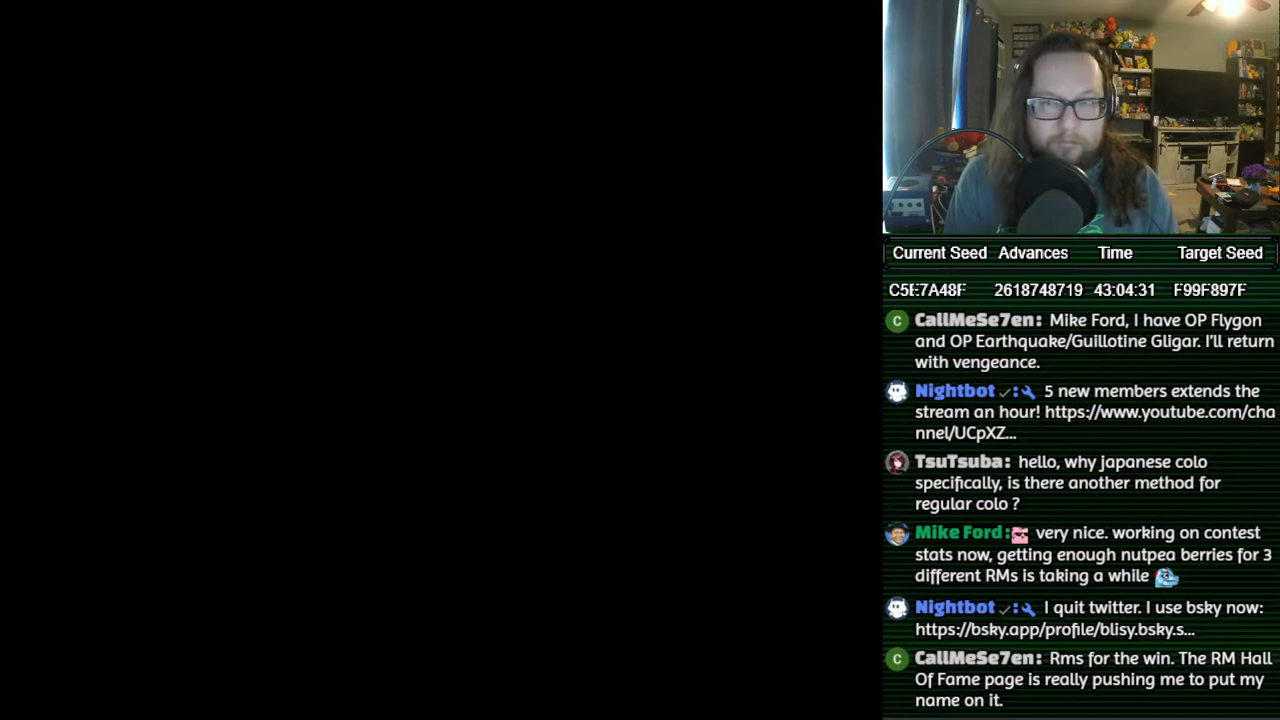 Current Seed Advances Time Target Seed
C5E7A48F 2618748719 43:04:31 F99F897F
CallMeSe7en: Mike Ford, I have OP Flygon
and OP Earthquake/Guillotine Gligar. I'll return
with vengeance.
Nightbot : 5 new members extends the
stream an hour! https://www.youtube.com/cha
nnel/UCpXZ...
TsuTsuba: hello, why japanese colo
specifically, is there another method for
regular colo ?
Mike Ford: very nice. working on contest
stats now, getting enough nutpea berries for 3
different RMs is taking a while
Nightbot : I quit twitter. I use bsky now:
https://bsky.app/profile/blisy.bsky.s...
CallMeSe7en: Rms for the win. The RM Hall
Of Fame page is really pushing me to put my
name on it.